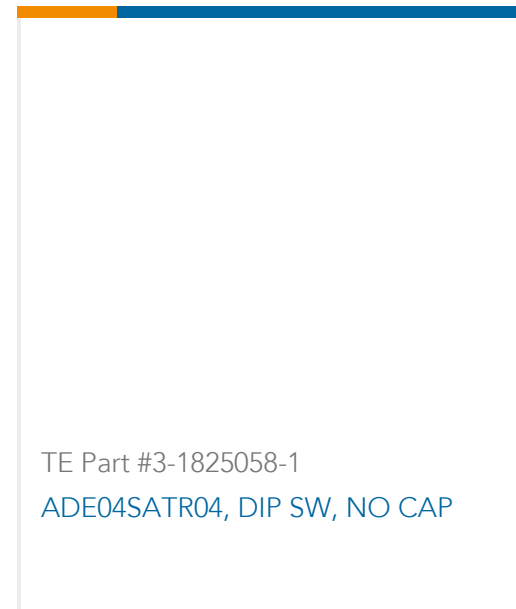 TE Part #3-1825058-1
ADE04SATR04, DIP SW, NO CAP